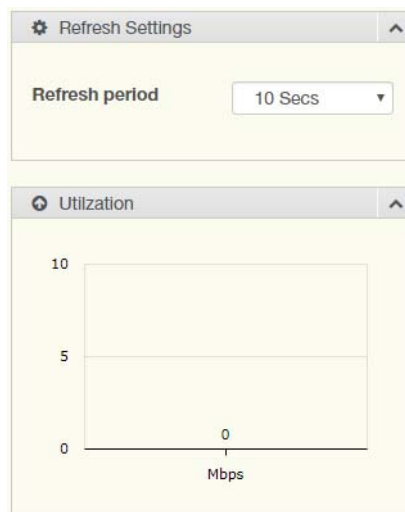 Refresh Settings
Refresh period
10 Secs
Utilzation
10
5
0
0
Mbps